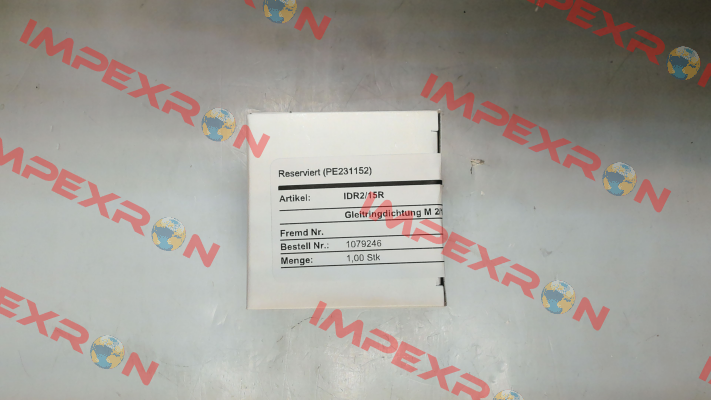 Reserviert (PE231152)
Artikel: IDR2/15R
Gleitringdichtung M 2/
Fremd Nr.
Bestell Nr.: 1079246
Menge: 1,00 Stk
IMPEXRON
IMPEXRON
IMPEXRON
IMPEXRON
IMPEXRON
IMPEXRON
IMPEXRON